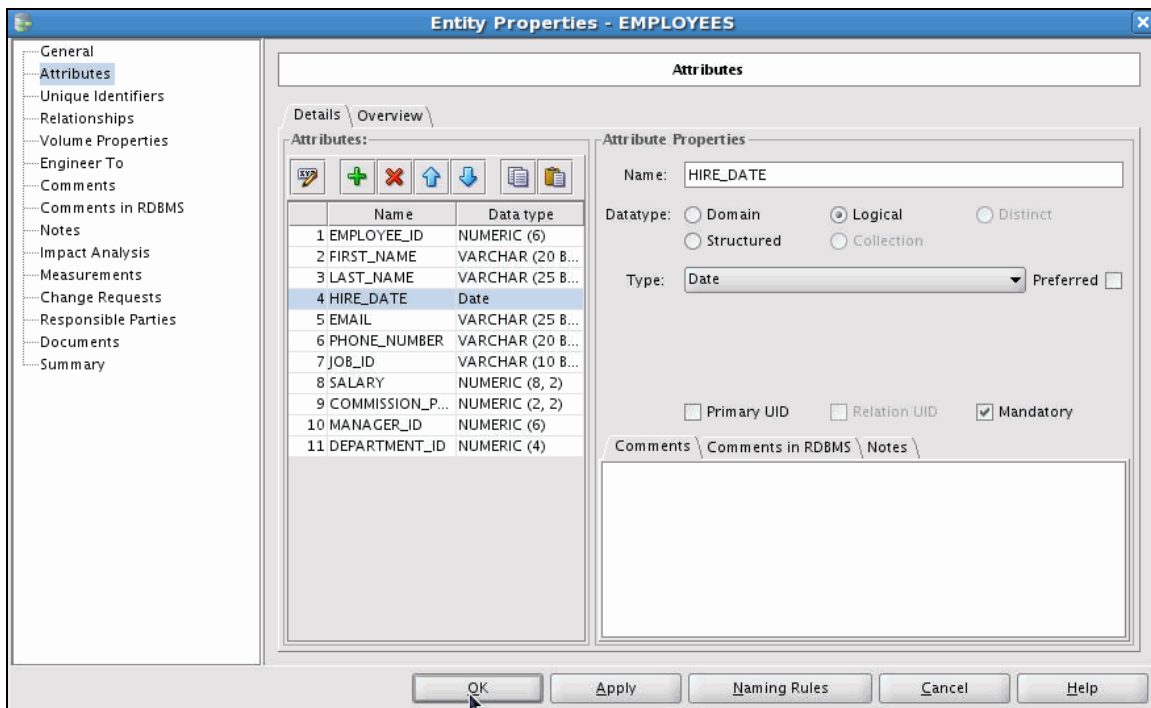 Entity Properties - EMPLOYEES
General
Attributes
Unique Identifiers
Relationships
Volume Properties
Engineer To
Comments
Comments in RDBMS
Notes
Impact Analysis
Measurements
Change Requests
Responsible Parties
Documents
Summary
Attributes
Details Overview
Attributes:
Name Data type
1 EMPLOYEE_ID NUMERIC (6)
2 FIRST_NAME VARCHAR (20 B...
3 LAST_NAME VARCHAR (25 B...
4 HIRE_DATE Date
5 EMAIL VARCHAR (25 B...
6 PHONE_NUMBER VARCHAR (20 B...
7 JOB_ID VARCHAR (10 B...
8 SALARY NUMERIC (8, 2)
9 COMMISSION_P... NUMERIC (2, 2)
10 MANAGER_ID NUMERIC (6)
11 DEPARTMENT_ID NUMERIC (4)
Attribute Properties
Name: HIRE_DATE
Datatype: Domain Logical Distinct
Structured Collection
Type: Date Preferred
Primary UID Relation UID Mandatory
Comments Comments in RDBMS Notes
OK Apply Naming Rules Cancel Help